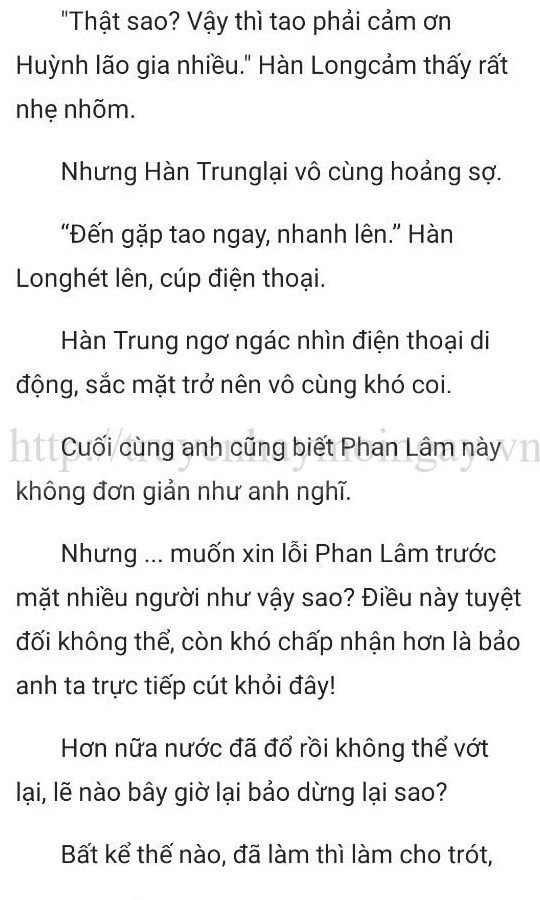 "Thật sao? Vậy thì tao phải cảm ơn
Huỳnh lão gia nhiều." Hàn Longcảm thấy rất
nhẹ nhõm.
Nhưng Hàn Trunglại vô cùng hoảng sợ.
“Đến gặp tao ngay, nhanh lên.” Hàn
Longhét lên, cúp điện thoại.
Hàn Trung ngơ ngác nhìn điện thoại di
động, sắc mặt trở nên vô cùng khó coi.
http://truyenhaymoingay.vn
Cuối cùng anh cũng biết Phan Lâm này
không đơn giản như anh nghĩ.
Nhưng ... muốn xin lỗi Phan Lâm trước
mặt nhiều người như vậy sao? Điều này tuyệt
đối không thể, còn khó chấp nhận hơn là bảo
anh ta trực tiếp cút khỏi đây!
Hơn nữa nước đã đổ rồi không thể vớt
lại, lẽ nào bây giờ lại bảo dừng lại sao?
Bất kể thế nào, đã làm thì làm cho trót,